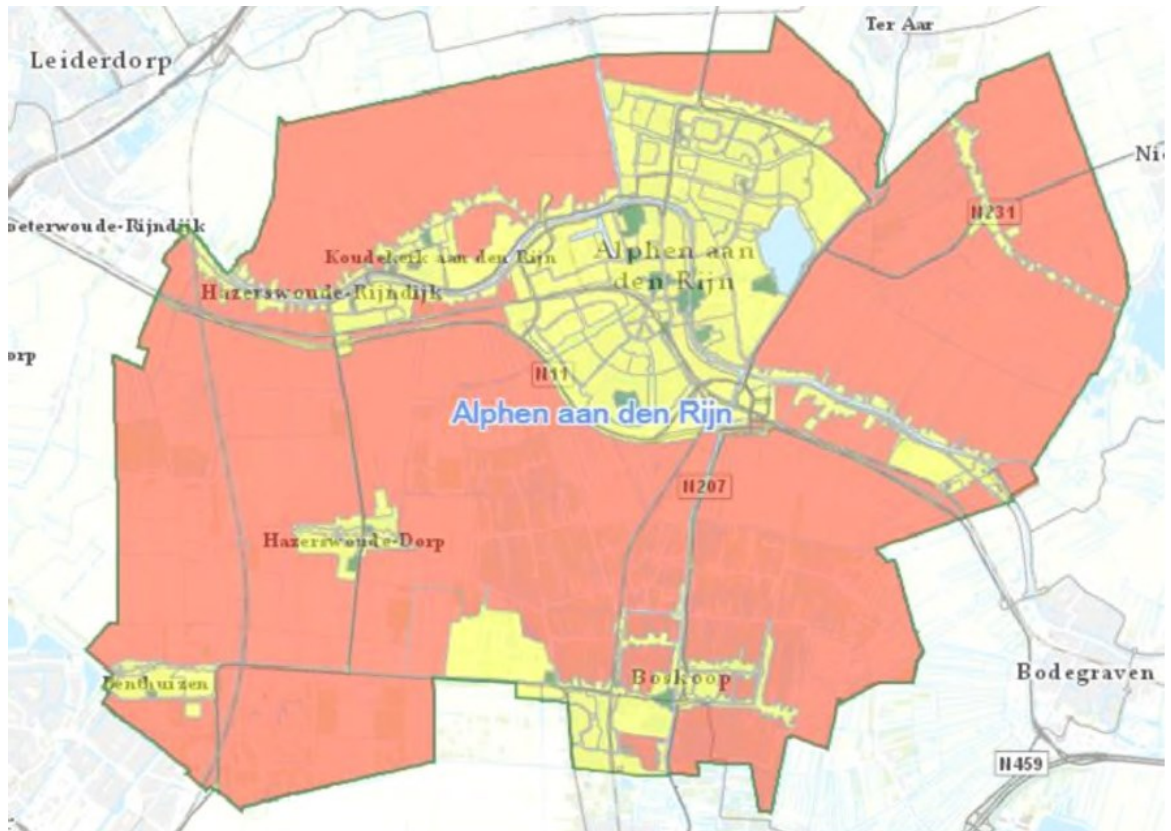 Ter Aar
Leiderdorp
Ni
N231
oeterwoude-Rijndijk
Koudekerk aan den Rijn
Alphen aan
den Rijn
Hazerswoude-Rijndijk
orp
N11
Alphen aan den Rijn
N207
Hazerswoude-Dorp
Benthuizen
Boskoop
Bodegraven
N459